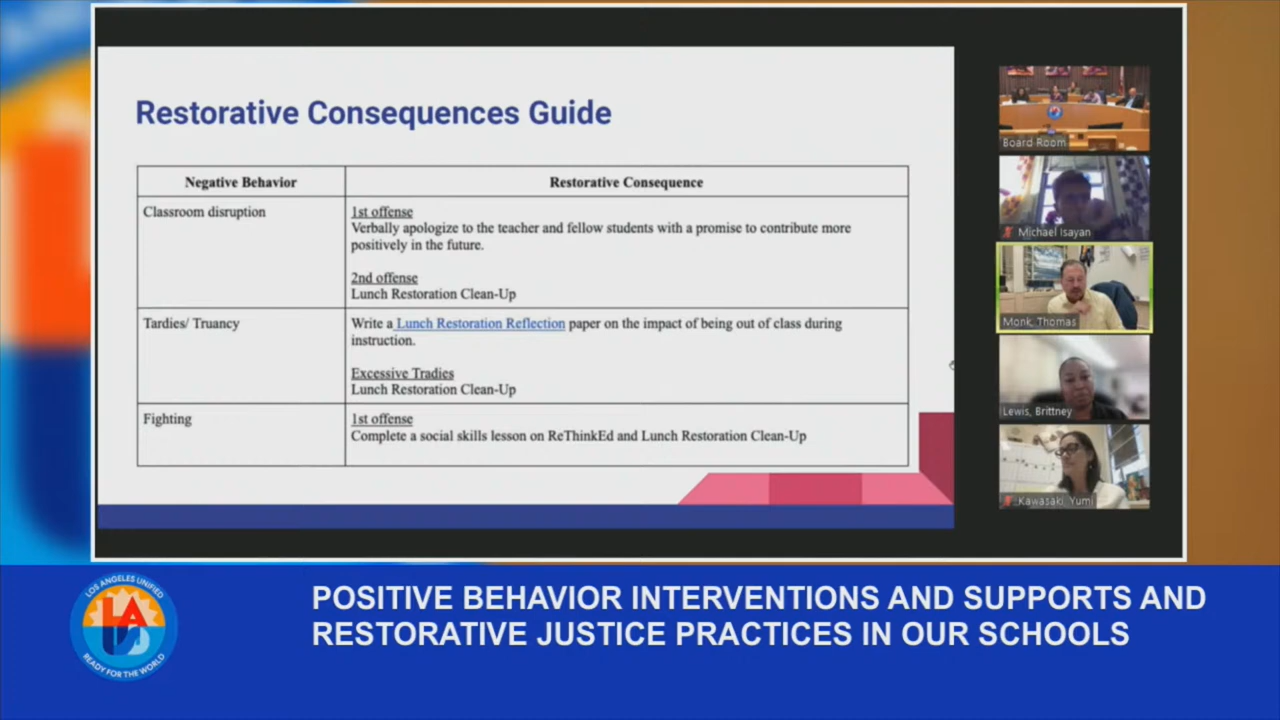 Restorative Consequences Guide
Negative Behavior
Restorative Consequence
Classroom disruption
1st offense
Verbally apologize to the teacher and fellow students with a promise to contribute more
positively in the future.
2nd offense
Lunch Restoration Clean-Up
Tardies/ Truancy
Write a Lunch Restoration Reflection paper on the impact of being out of class during
instruction.
Excessive Tradies
Lunch Restoration Clean-Up
Fighting
1st offense
Complete a social skills lesson on ReThinkEd and Lunch Restoration Clean-Up
Board Room
Michael Isayan
Monk, Thomas
Lewis, Brittney
Kawasaki, Yumi
LOS ANGELES UNIFIED
LA
US
READY FOR THE WORLD
POSITIVE BEHAVIOR INTERVENTIONS AND SUPPORTS AND
RESTORATIVE JUSTICE PRACTICES IN OUR SCHOOLS